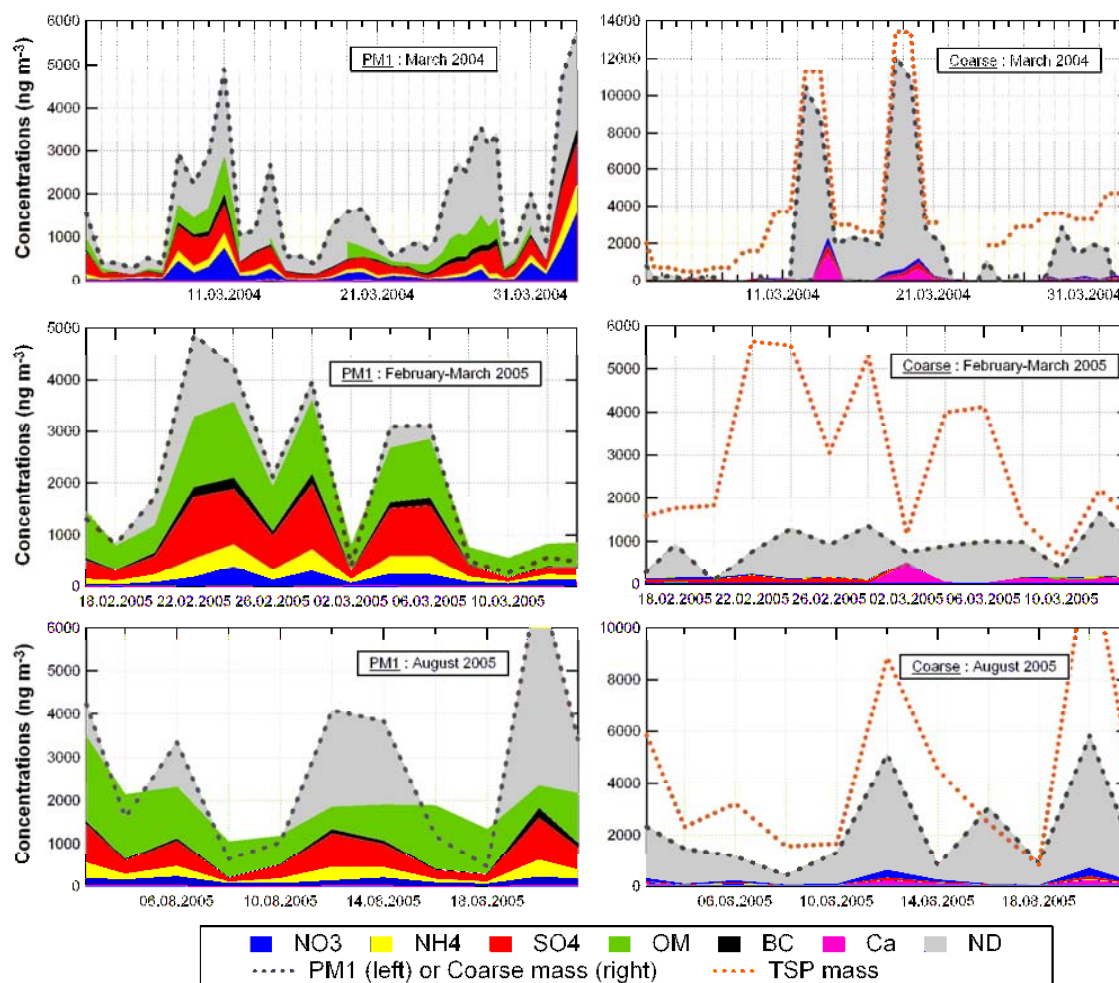 Concentrations (ng m-3)
6000
5000
4000
3000
2000
1000
0
PM1 : March 2004
11.03.2004 21.03.2004 31.03.2004
14000
12000
10000
8000
6000
4000
2000
0
Coarse : March 2004
11.03.2004 21.03.2004 31.03.2004
Concentrations (ng m-3)
5000
4000
3000
2000
1000
0
PM1 : February-March 2005
18.02.2005 22.02.2005 26.02.2005 02.03.2005 06.03.2005 10.03.2005
6000
5000
4000
3000
2000
1000
0
Coarse : February-March 2005
18.02.2005 22.02.2005 26.02.2005 02.03.2005 06.03.2005 10.03.2005
Concentrations (ng m-3)
6000
5000
4000
3000
2000
1000
0
PM1 : August 2005
06.08.2005 10.08.2005 14.08.2005 18.08.2005
10000
8000
6000
4000
2000
0
Coarse : August 2005
06.08.2005 10.08.2005 14.08.2005 18.08.2005
NO3 NH4 SO4 OM BC Ca ND
PM1 (left) or Coarse mass (right) TSP mass